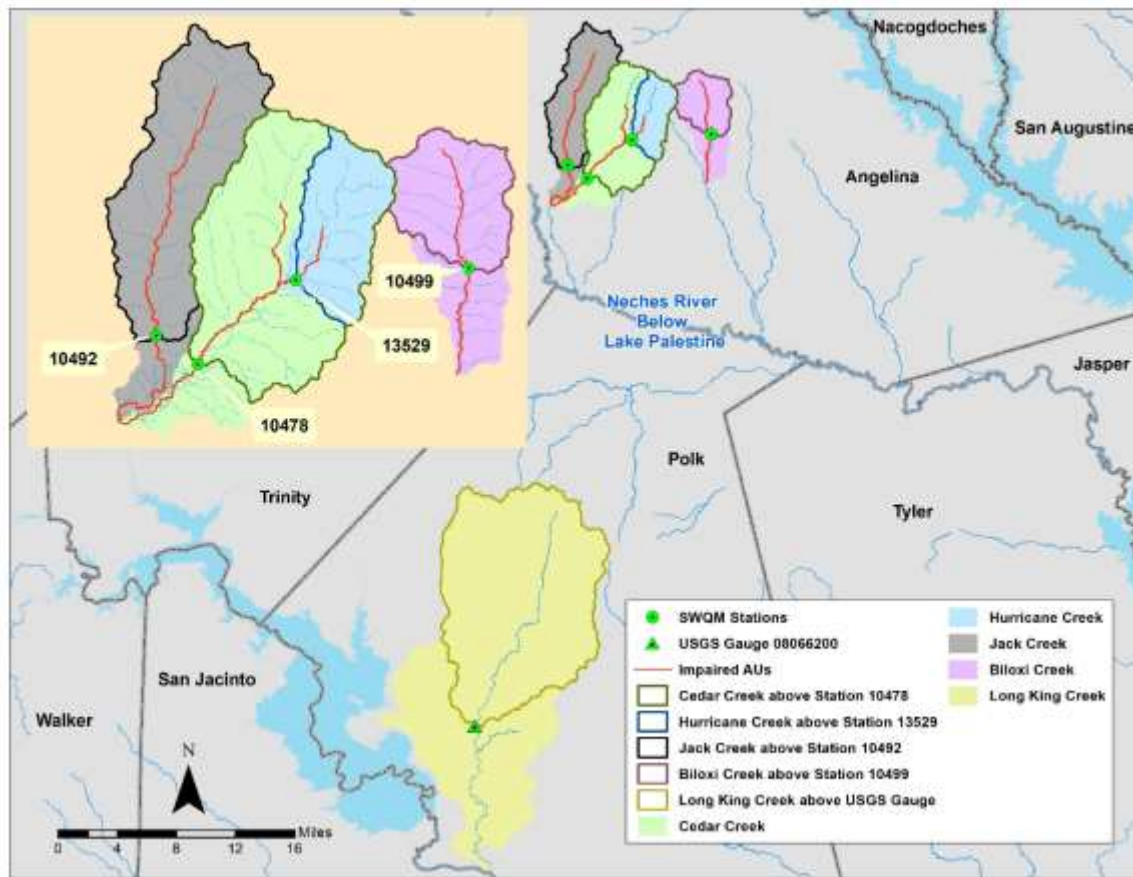 Nacogdoches
San Augustine
Angelina
10499
10492
13529
10478
Neches River
Below
Lake Palestine
Jasper
Polk
Trinity
Tyler
San Jacinto
Walker
N
Miles
0 4 8 12 16
SWQM Stations
USGS Gauge 08066200
Impaired AUs
Cedar Creek above Station 10478
Hurricane Creek above Station 13529
Jack Creek above Station 10492
Biloxi Creek above Station 10499
Long King Creek above USGS Gauge
Cedar Creek
Hurricane Creek
Jack Creek
Biloxi Creek
Long King Creek